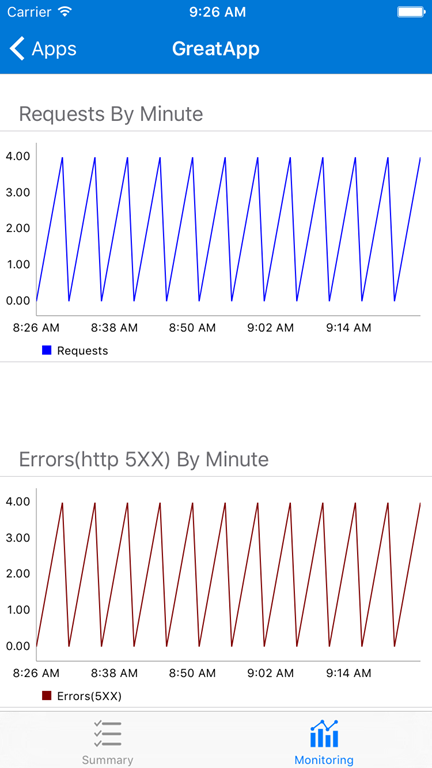 Carrier 9:26 AM
Apps GreatApp
Requests By Minute
4.00
3.00
2.00
1.00
0.00
8:26 AM 8:38 AM 8:50 AM 9:02 AM 9:14 AM
Requests
Errors(http 5XX) By Minute
4.00
3.00
2.00
1.00
0.00
8:26 AM 8:38 AM 8:50 AM 9:02 AM 9:14 AM
Errors(5XX)
Summary Monitoring